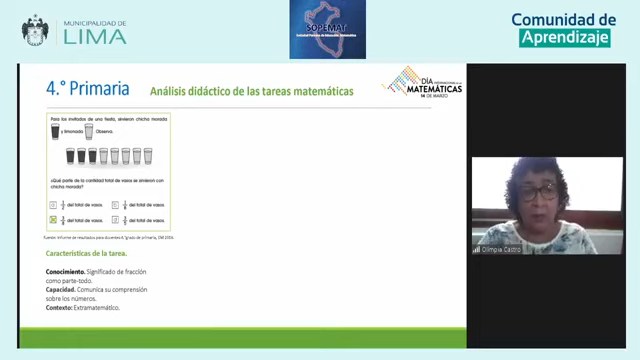 MUNICIPALIDAD DE
LIMA
SOPEMAT
Comunidad de
Aprendizaje
4.° Primaria
Análisis didáctico de las tareas matemáticas
DÍA
INTERNACIONAL DE LAS
MATEMÁTICAS
14 DE MARZO
Para los invitados de una fiesta, sirvieron chicha morada
y limonada
Observa.
¿Qué parte de la cantidad total de vasos se sirvieron con
chicha morada?
del total de vasos.
del total de vasos.
del total de vasos.
del total de vasos.
Características de la tarea.
Conocimiento. Significado de fracción
como parte-todo.
Capacidad. Comunica su comprensión
sobre los números.
Contexto: Extramatemático.
Olimpia Castro